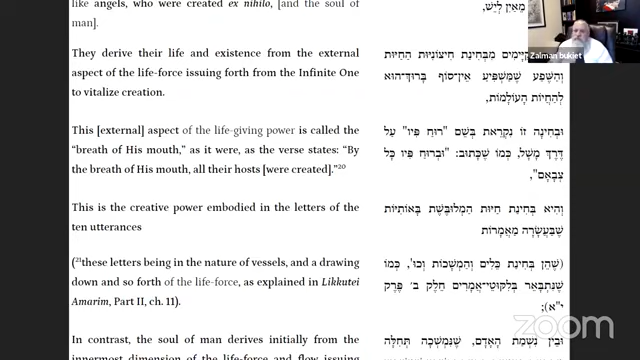 like angels, who were created ex nihilo, [and the soul of
man].
They derive their life and existence from the external
aspect of the life-force issuing forth from the Infinite One
to vitalize creation.
This [external] aspect of the life-giving power is called the
“breath of His mouth,” as it were, as the verse states: “By
the breath of His mouth, all their hosts [were created].”20
This is the creative power embodied in the letters of the
ten utterances
(21these letters being in the nature of vessels, and a drawing
down and so forth of the life-force, as explained in Likkutei
Amarim, Part II, ch. 11).
In contrast, the soul of man derives initially from the
innermost dimension of the life-force and flow issuing
מֵאַיִן לְיֵשׁ,
מִבְּחִינַת חִיצוֹנִיּוּת הַחַיּוּת
וְהַשֶּׁפַע שֶׁמַּשְׁפִּיעַ אֵין־סוֹף בָּרוּךְ־הוּא
לְהַחֲיוֹת הָעוֹלָמוֹת,
וּבְחִינָה זוֹ נִקְרֵאת בְּשֵׁם "רוּחַ פִּיו" עַל
דֶּרֶךְ מָשָׁל, כְּמוֹ שֶׁכָּתוּב: "וּבְרוּחַ פִּיו כָּל
צְבָאָם",
וְהִיא בְּחִינַת חַיּוּת הַמְלוּבֶּשֶׁת בְּאוֹתִיּוֹת
שֶׁבַּעֲשָׂרָה מַאֲמָרוֹת
(שֶׁהֵן בְּחִינַת כֵּלִים וְהַמְשָׁכוֹת וְכוּ', כְּמוֹ
שֶׁנִּתְבָּאֵר בְּלִקּוּטֵי־אֲמָרִים חֵלֶק ב' פֶּרֶק
י"א);
וּבֵין נִשְׁמַת הָאָדָם, שֶׁנִּמְשְׁכָה תְּחִלָּה
Zalman bukiet
zoom